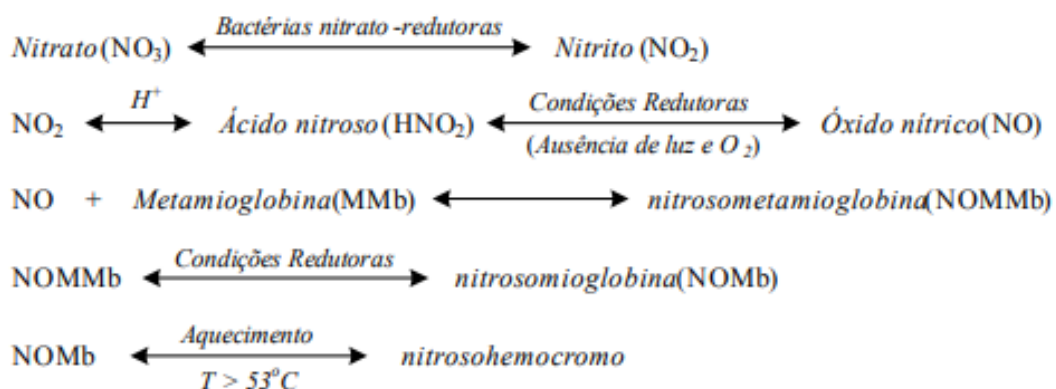 Bactérias nitrato-redutoras
Nitrato(NO₃) ⟷ Nitrito (NO₂)
H⁺ Condições Redutoras
NO₂ ⟷ Ácido nitroso(HNO₂) ⟷ Óxido nítrico(NO)
(Ausência de luz e O₂)
NO + Metamioglobina(MMb) ⟷ nitrosometamioglobina(NOMMb)
Condições Redutoras
NOMMb ⟷ nitrosomioglobina(NOMb)
Aquecimento
NOMb ⟷ nitrosohemocromo
T > 53°C